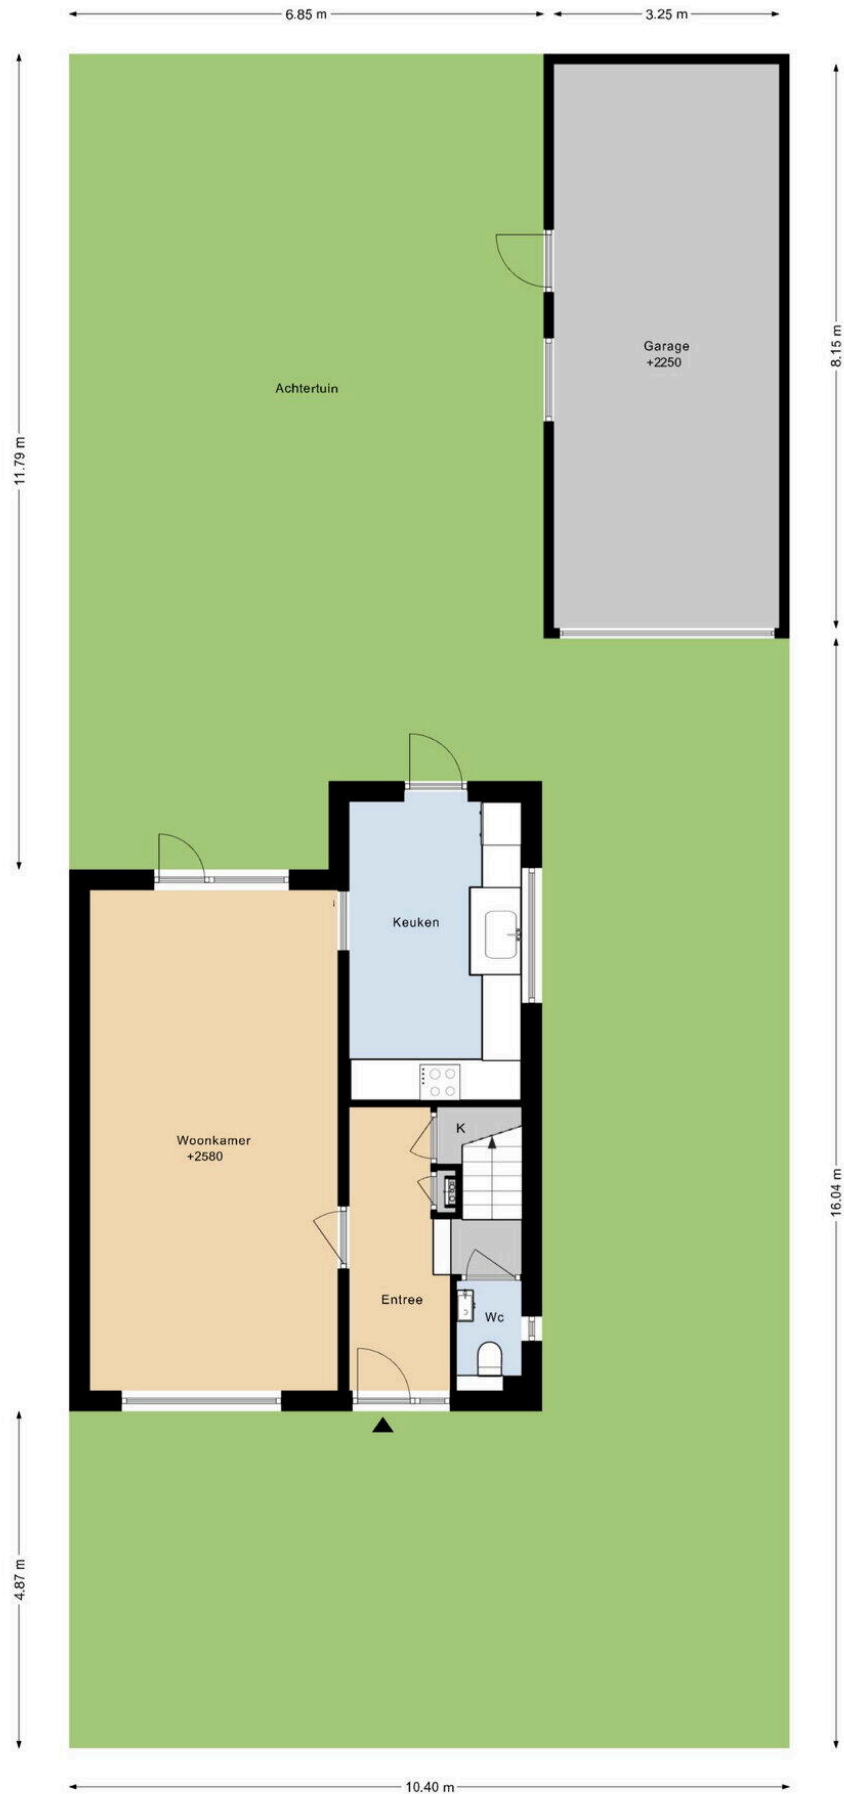 6.85 m
3.25 m
Garage
+2250
8.15 m
Achtertuin
11.79 m
Keuken
K
Woonkamer
+2580
16.04 m
Entree
Wc
4.87 m
10.40 m